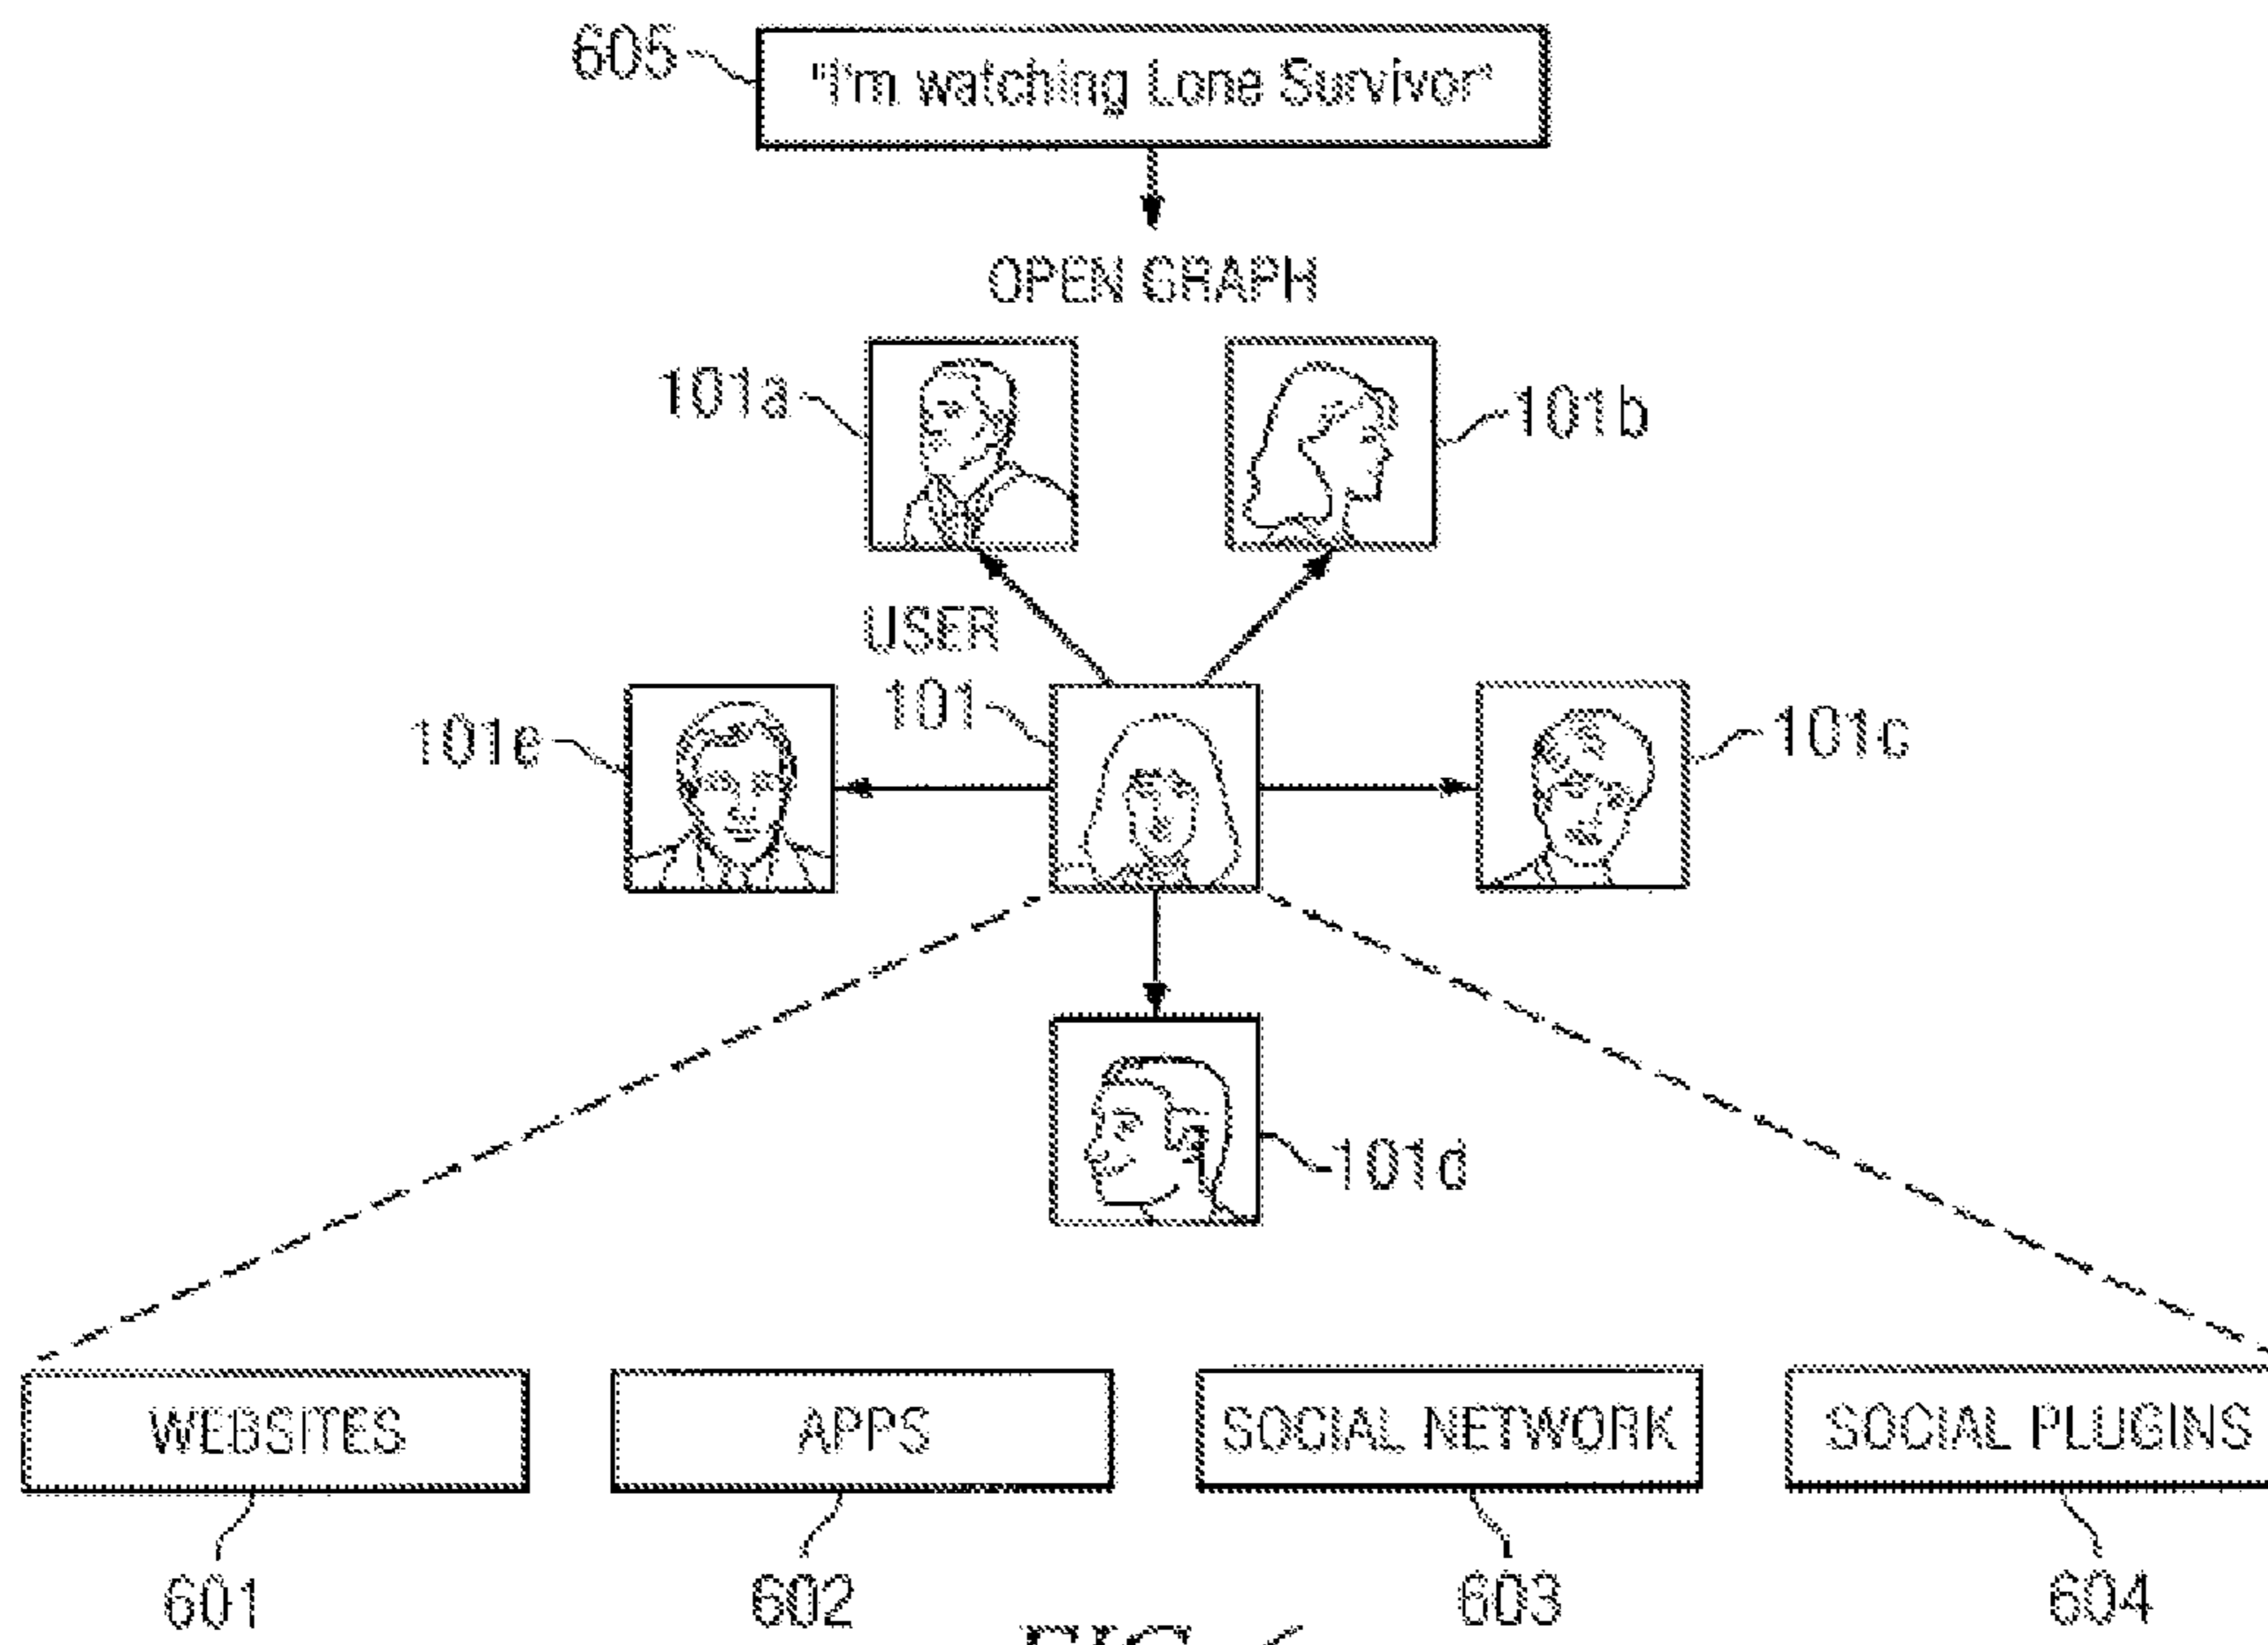 605
"I'm watching Lone Survivor"
OPEN GRAPH
101a
101b
USER
101
101e
101c
101d
WEBSITES
APPS
SOCIAL NETWORK
SOCIAL PLUGINS
601
602
603
604